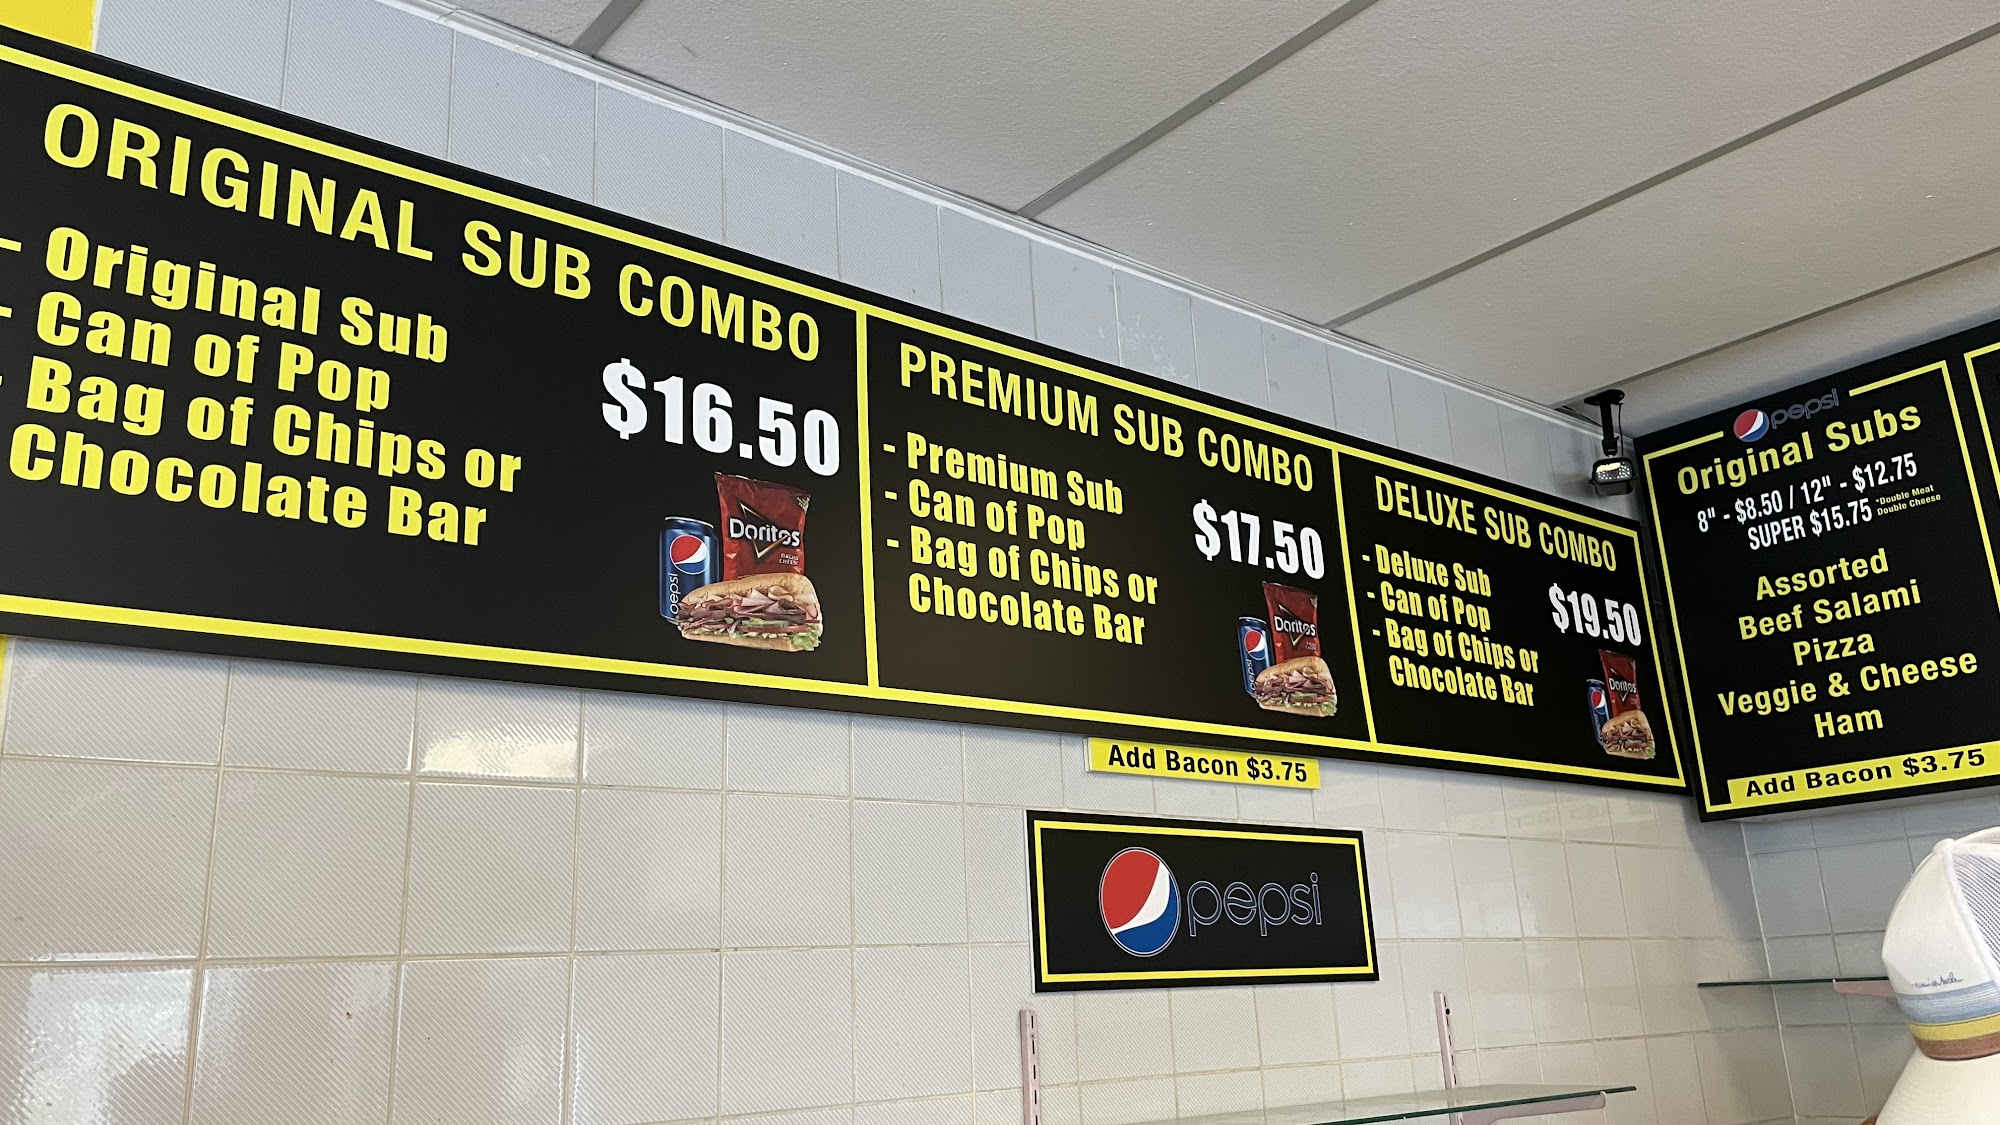 ORIGINAL SUB COMBO
- Original Sub
- Can of Pop
- Bag of Chips or
Chocolate Bar
$16.50
Doritos
NACHO
CHEESE
pepsi
PREMIUM SUB COMBO
- Premium Sub
- Can of Pop
- Bag of Chips or
Chocolate Bar
$17.50
Doritos
pepsi
DELUXE SUB COMBO
- Deluxe Sub
- Can of Pop
- Bag of Chips or
Chocolate Bar
$19.50
Doritos
Add Bacon $3.75
pepsi
pepsi
Original Subs
8" - $8.50 / 12" - $12.75
SUPER $15.75 *Double Meat
Double Cheese
Assorted
Beef Salami
Pizza
Veggie & Cheese
Ham
Add Bacon $3.75